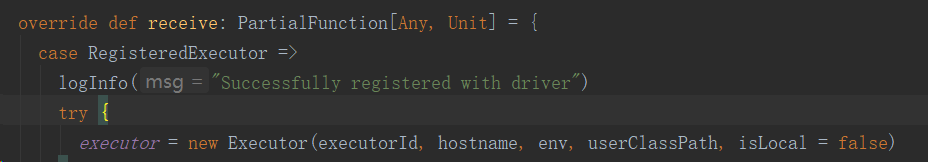 override def receive: PartialFunction[Any, Unit] = {
case RegisteredExecutor =>
logInfo( msg = "Successfully registered with driver")
try {
executor = new Executor(executorId, hostname, env, userClassPath, isLocal = false)